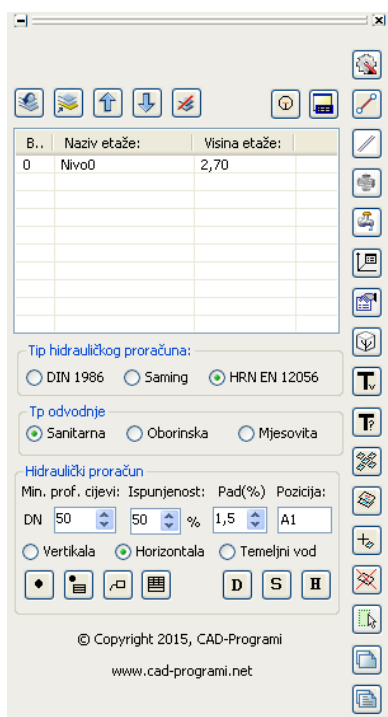 B.. Naziv etaže: Visina etaže:
0 Nivo0 2,70
Tip hidrauličkog proračuna:
DIN 1986 Saming HRN EN 12056
Tp odvodnje
Sanitarna Oborinska Mjesovita
Hidraulički proračun
Min. prof. cijevi: Ispunjenost: Pad(%) Pozicija:
DN 50 50 % 1,5 A1
Vertikala Horizontala Temeljni vod
D S H
© Copyright 2015, CAD-Programi
www.cad-programi.net
Tv
T?